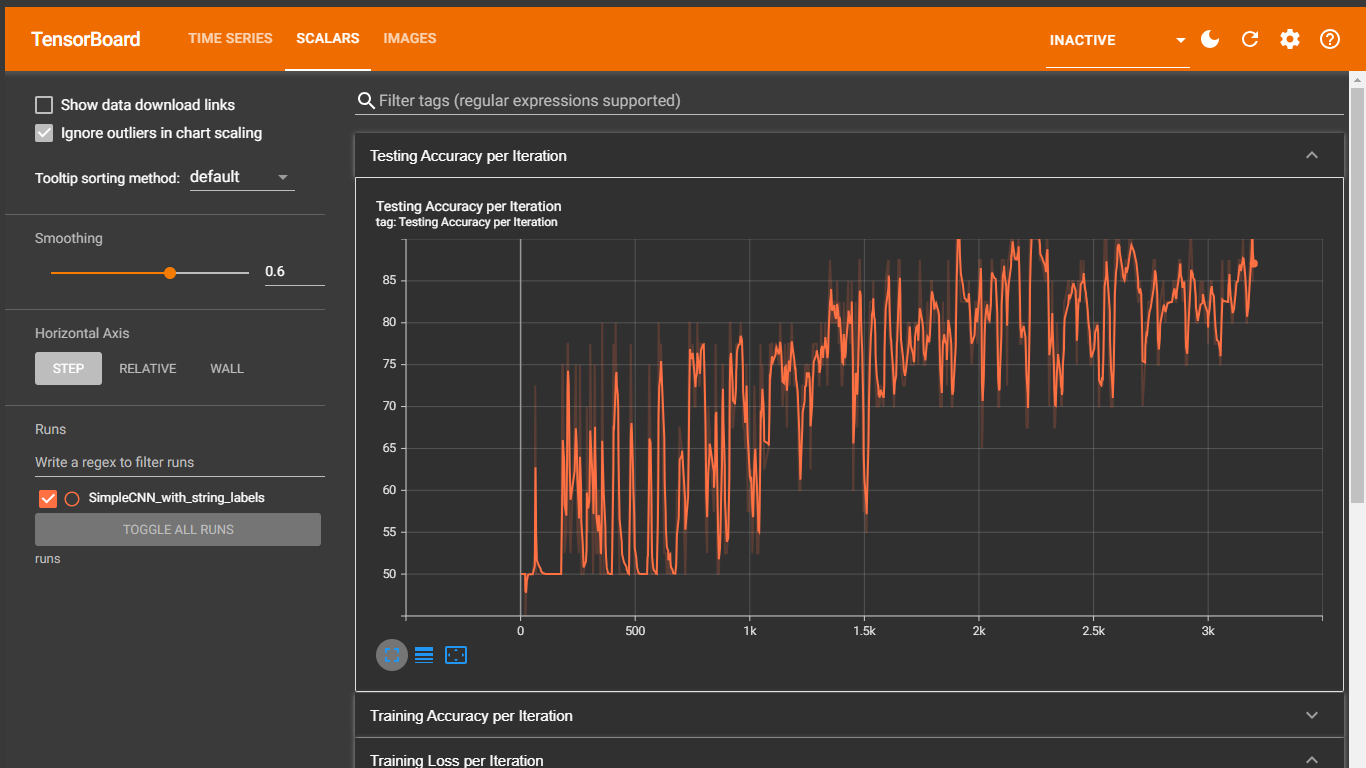 TensorBoard
TIME SERIES
SCALARS
IMAGES
INACTIVE
Show data download links
Ignore outliers in chart scaling
Tooltip sorting method: default
Smoothing
0.6
Horizontal Axis
STEP
RELATIVE
WALL
Runs
Write a regex to filter runs
SimpleCNN_with_string_labels
TOGGLE ALL RUNS
runs
Filter tags (regular expressions supported)
Testing Accuracy per Iteration
Testing Accuracy per Iteration
tag: Testing Accuracy per Iteration
85
80
75
70
65
60
55
50
0
500
1k
1.5k
2k
2.5k
3k
Training Accuracy per Iteration
Training Loss per Iteration